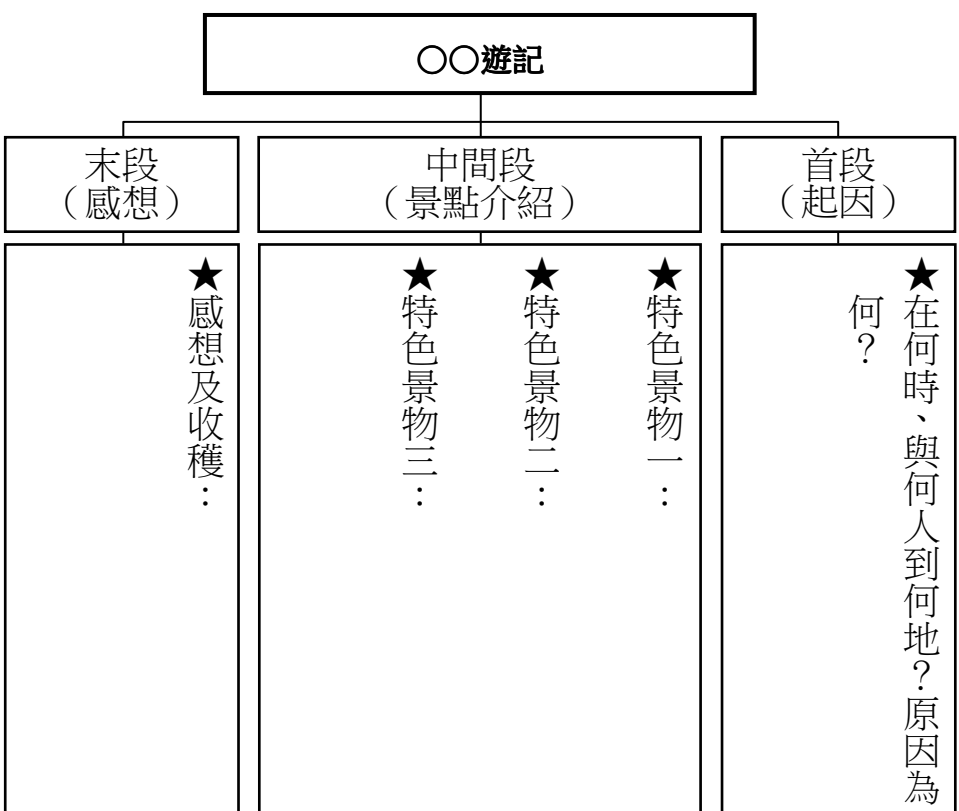 ○○遊記
首段
（起因）
★在何時、與何人到何地？原因為
何？
中間段
（景點介紹）
★特色景物一：
★特色景物二：
★特色景物三：
末段
（感想）
★感想及收穫：